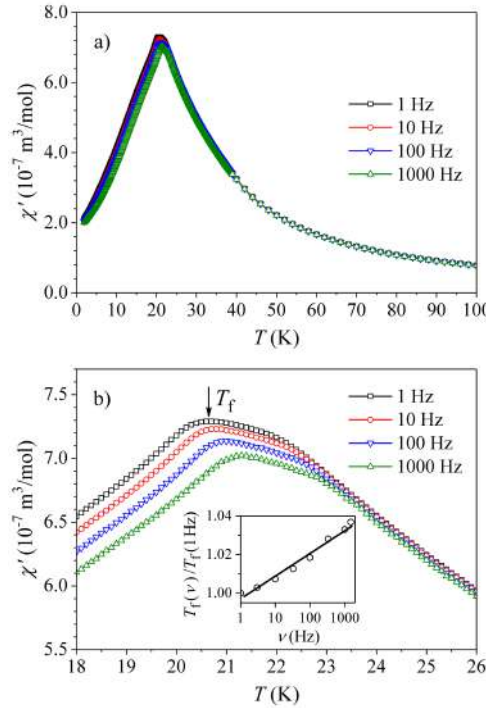 a)
χ′ (10⁻⁷ m³/mol)
8.0
6.0
4.0
2.0
0.0
1 Hz
10 Hz
100 Hz
1000 Hz
0 10 20 30 40 50 60 70 80 90 100
T (K)
b)
T_f
χ′ (10⁻⁷ m³/mol)
7.5
7.0
6.5
6.0
5.5
1 Hz
10 Hz
100 Hz
1000 Hz
T_f(ν)/T_f(1Hz)
1.04
1.02
1.00
1 10 100 1000
ν (Hz)
18 19 20 21 22 23 24 25 26
T (K)